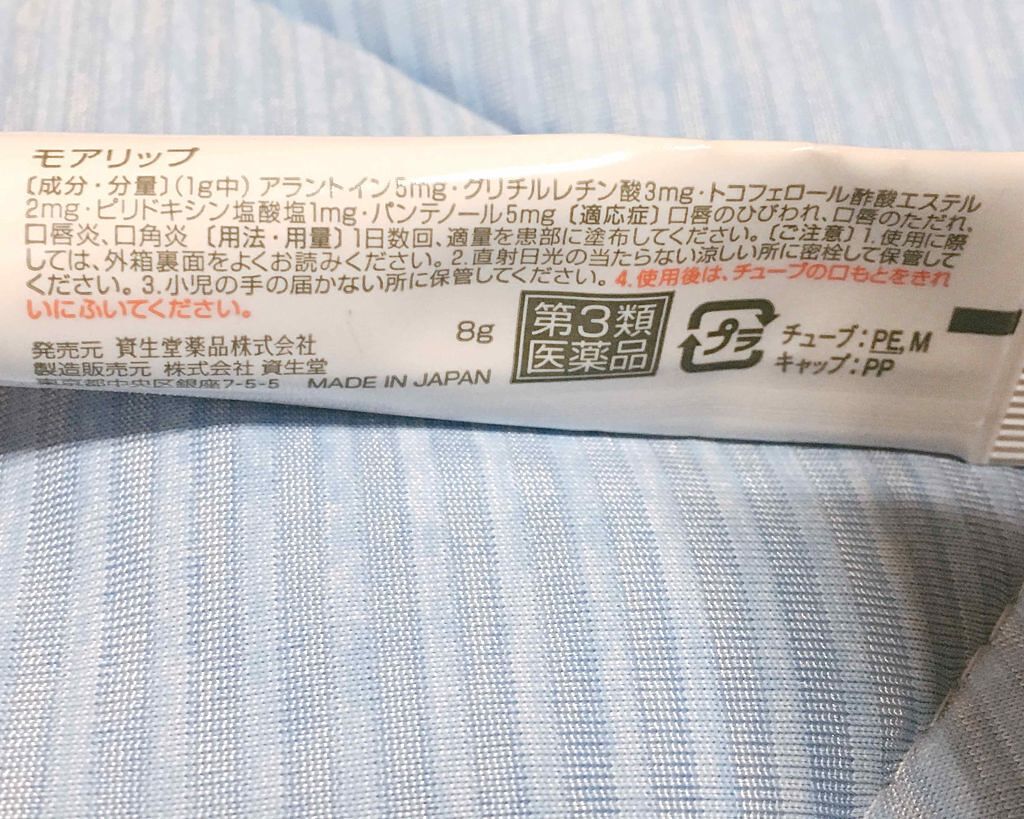 モアリップ
〔成分・分量〕(1g中) アラントイン5mg・グリチルレチン酸3mg・トコフェロール酢酸エステル
2mg・ピリドキシン塩酸塩1mg・パンテノール5mg 〔適応症〕口唇のひびわれ、口唇のただれ、
口唇炎、口角炎 〔用法・用量〕1日数回、適量を患部に塗布してください。〔ご注意〕1.使用に際
しては、外箱裏面をよくお読みください。2.直射日光の当たらない涼しい所に密栓して保管して
ください。3.小児の手の届かない所に保管してください。4.使用後は、チューブの口もとをきれ
いにふいてください。
発売元 資生堂薬品株式会社
製造販売元 株式会社 資生堂
東京都中央区銀座7-5-5 MADE IN JAPAN
8g
第3類
医薬品
プラ
チューブ:PE,M
キャップ:PP